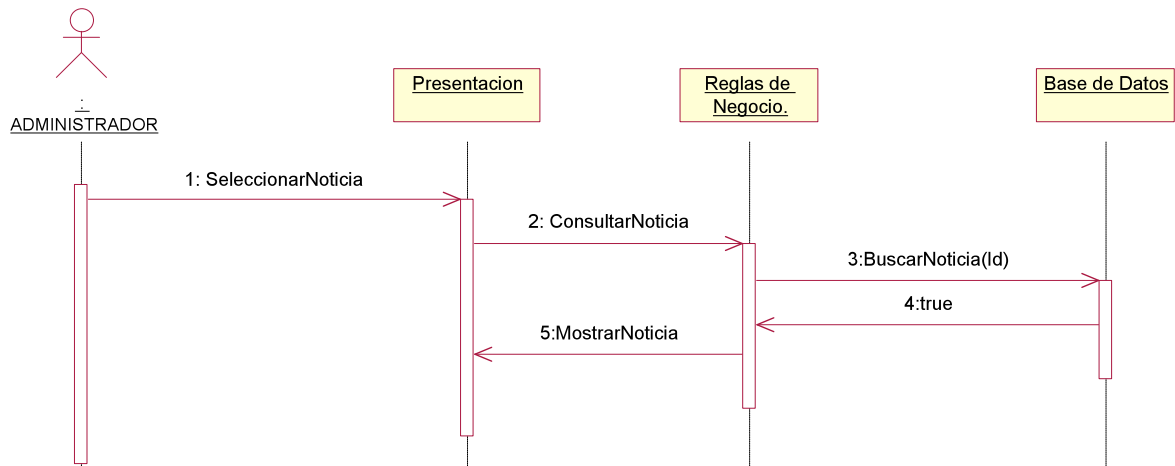 :
ADMINISTRADOR
Presentacion
Reglas de
Negocio.
Base de Datos
1: SeleccionarNoticia
2: ConsultarNoticia
3:BuscarNoticia(Id)
4:true
5:MostrarNoticia